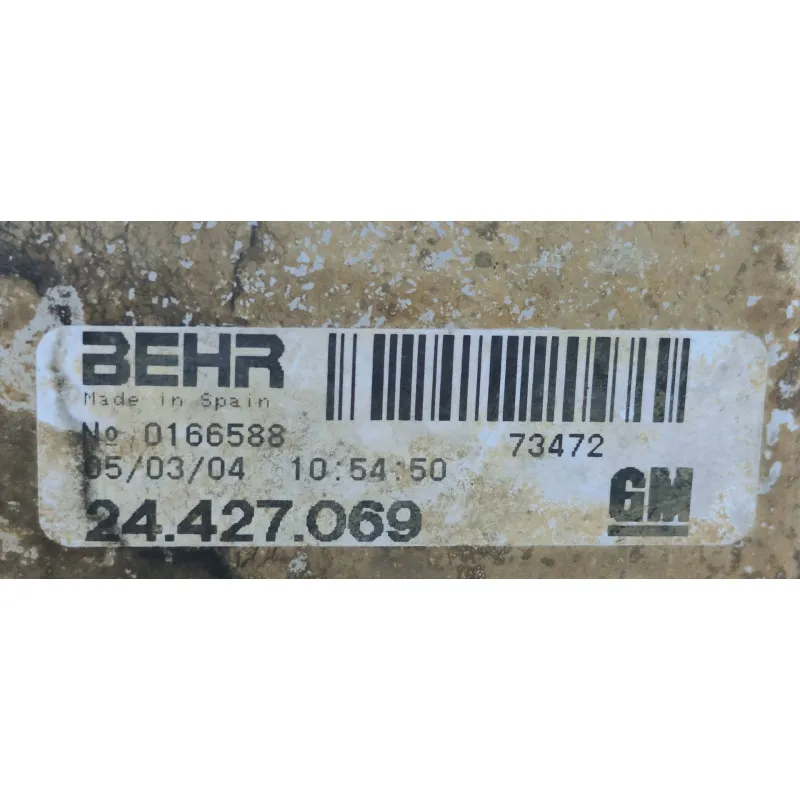 BEHR
Made in Spain
No 0166588
73472
05/03/04 10:54:50
24.427.069
GM